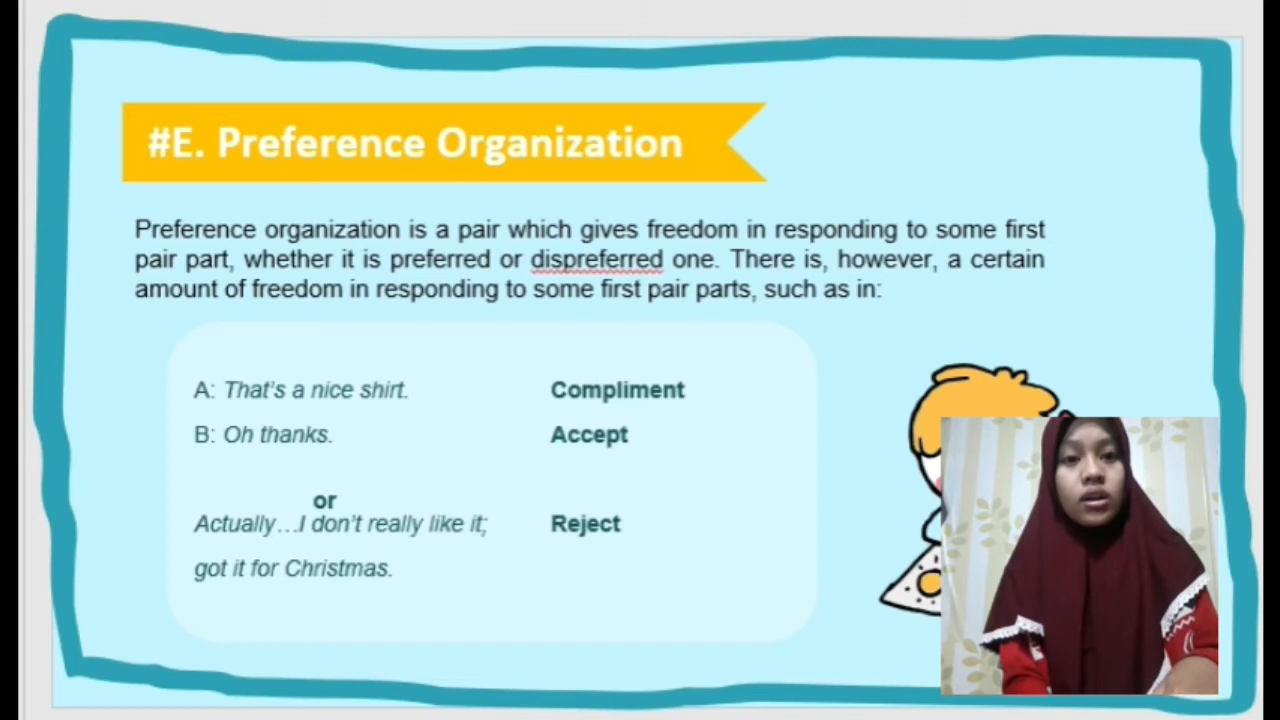 #E. Preference Organization
Preference organization is a pair which gives freedom in responding to some first
pair part, whether it is preferred or dispreferred one. There is, however, a certain
amount of freedom in responding to some first pair parts, such as in:
A: That's a nice shirt. Compliment
B: Oh thanks. Accept
or
Actually…I don't really like it; Reject
got it for Christmas.